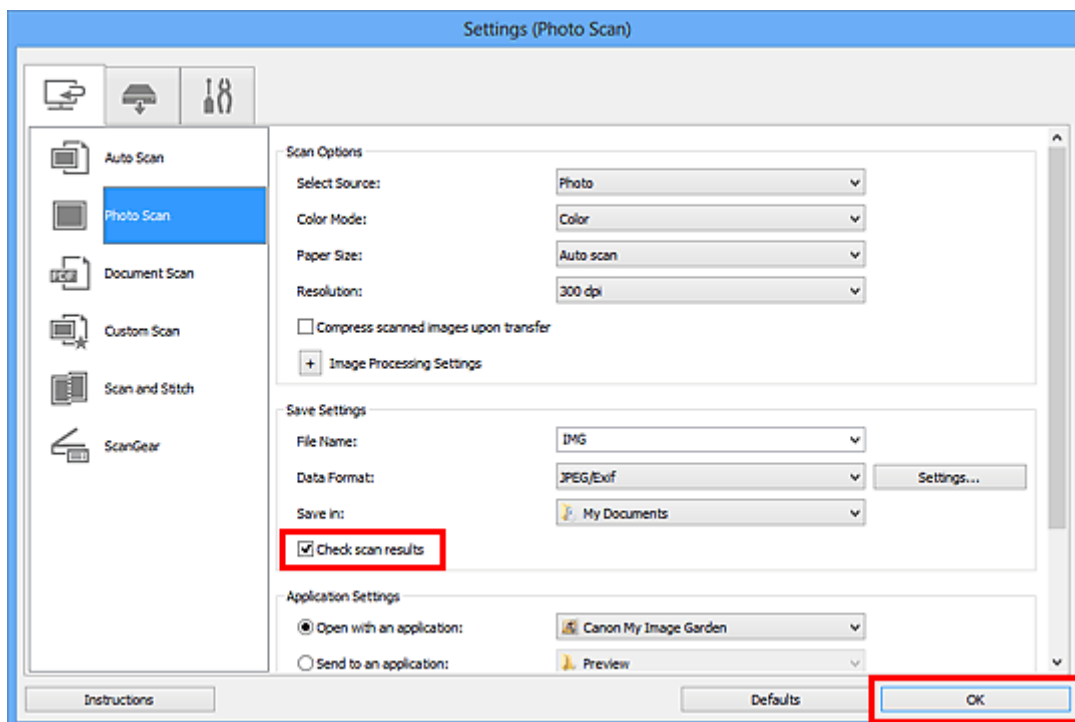 Settings (Photo Scan)
Auto Scan
Photo Scan
Document Scan
Custom Scan
Scan and Stitch
ScanGear
Scan Options
Select Source: Photo
Color Mode: Color
Paper Size: Auto scan
Resolution: 300 dpi
Compress scanned images upon transfer
+ Image Processing Settings
Save Settings
File Name: IMG
Data Format: JPEG/Exif Settings...
Save in: My Documents
Check scan results
Application Settings
Open with an application: Canon My Image Garden
Send to an application: Preview
Instructions Defaults OK